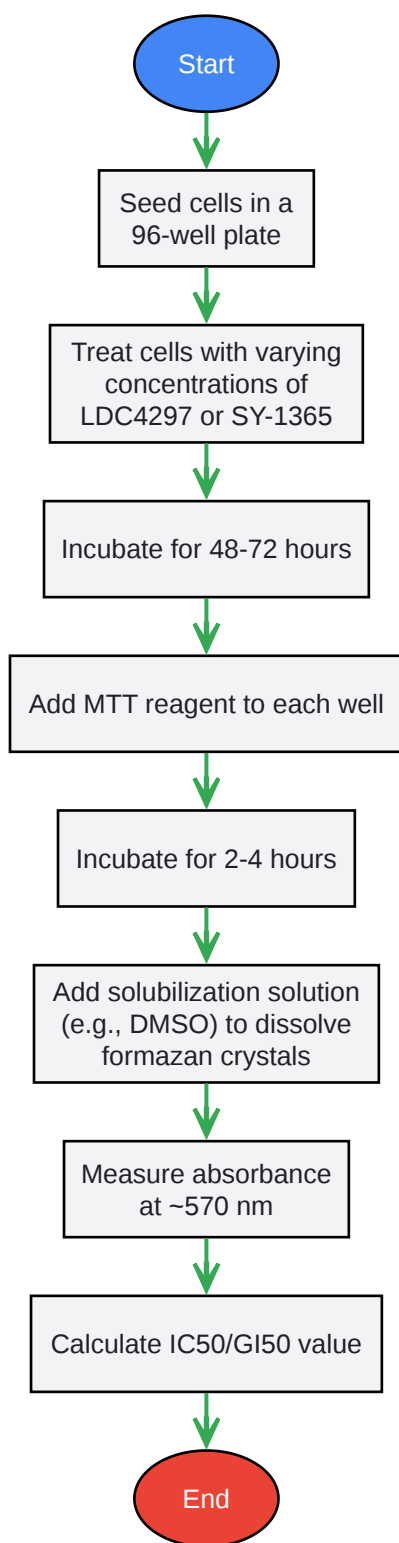 Start
Seed cells in a
96-well plate
Treat cells with varying
concentrations of
LDC4297 or SY-1365
Incubate for 48-72 hours
Add MTT reagent to each well
Incubate for 2-4 hours
Add solubilization solution
(e.g., DMSO) to dissolve
formazan crystals
Measure absorbance
at ~570 nm
Calculate IC50/GI50 value
End